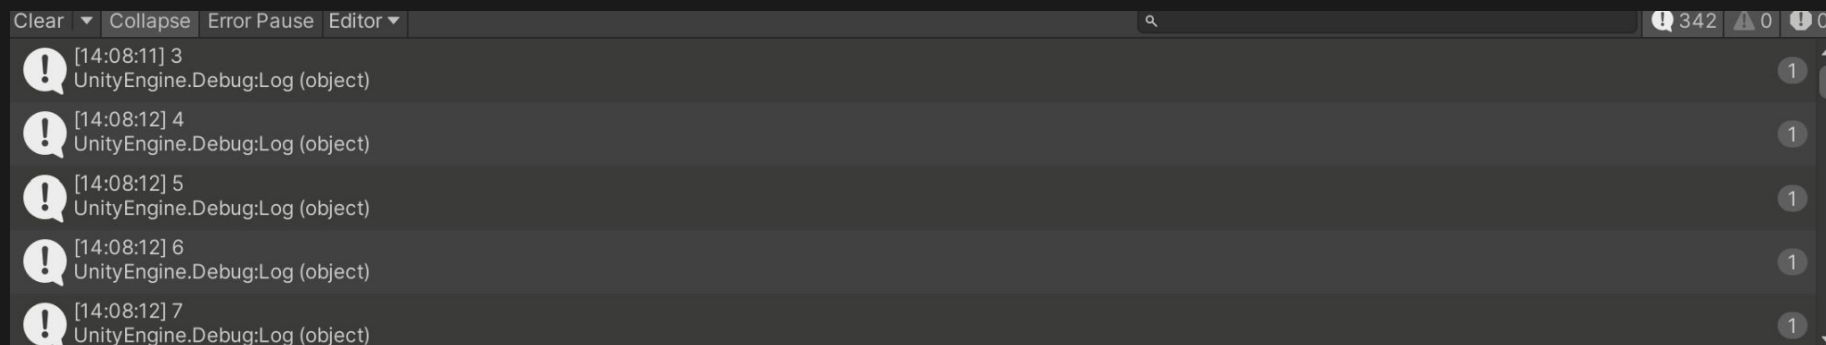 Clear Collapse Error Pause Editor 342 0 0
[14:08:11] 3
UnityEngine.Debug:Log (object)
1
[14:08:12] 4
UnityEngine.Debug:Log (object)
1
[14:08:12] 5
UnityEngine.Debug:Log (object)
1
[14:08:12] 6
UnityEngine.Debug:Log (object)
1
[14:08:12] 7
UnityEngine.Debug:Log (object)
1